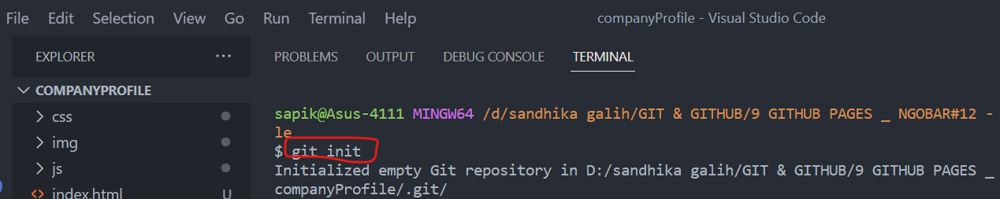 File Edit Selection View Go Run Terminal Help companyProfile - Visual Studio Code
EXPLORER ···
PROBLEMS OUTPUT DEBUG CONSOLE TERMINAL
COMPANYPROFILE
css
img
js
<> index.html U
sapik@Asus-4111 MINGW64 /d/sandhika galih/GIT & GITHUB/9 GITHUB PAGES _ NGOBAR#12 -
le
$ git init
Initialized empty Git repository in D:/sandhika galih/GIT & GITHUB/9 GITHUB PAGES _
companyProfile/.git/